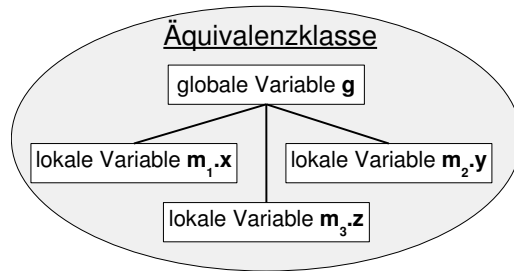 Äquivalenzklasse
globale Variable g
lokale Variable m₁.x
lokale Variable m₂.y
lokale Variable m₃.z